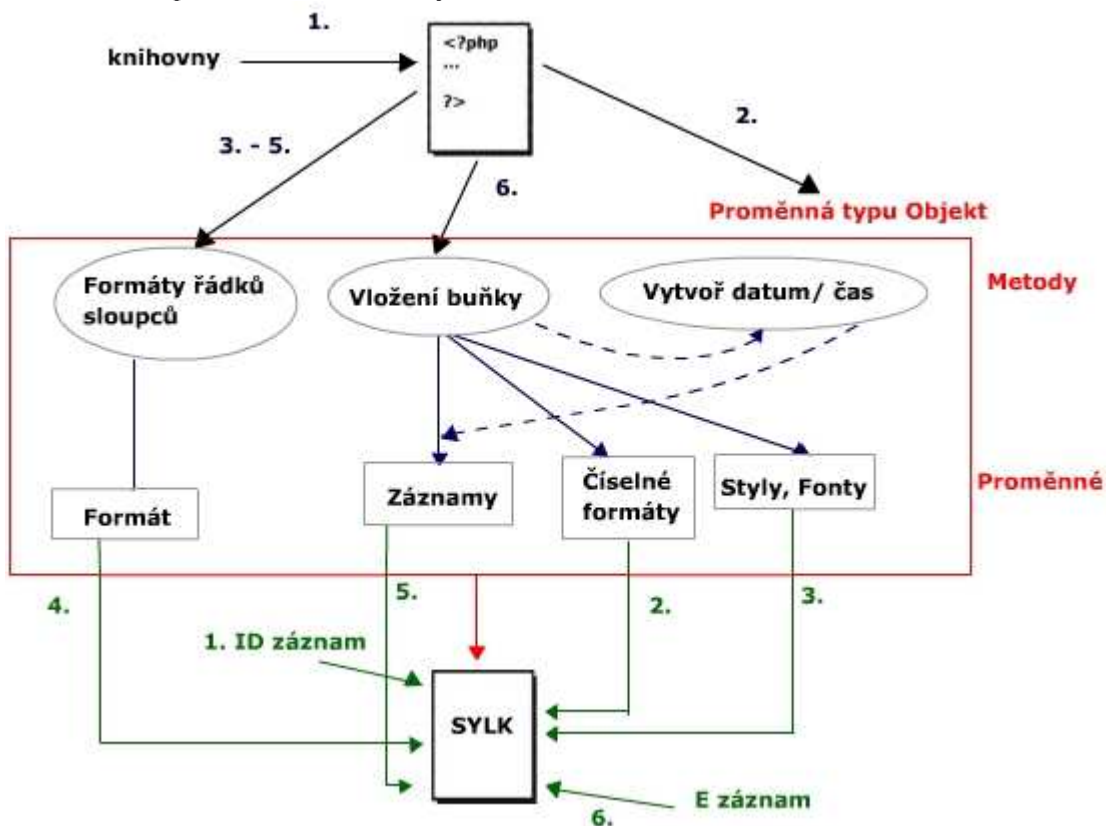 1.
knihovny
<?php
...
?>
2.
3. - 5.
6.
Proměnná typu Objekt
Metody
Formáty řádků
sloupců
Vložení buňky
Vytvoř datum/ čas
Proměnné
Formát
Záznamy
Číselné
formáty
Styly, Fonty
4.
5.
2.
3.
1. ID záznam
SYLK
E záznam
6.